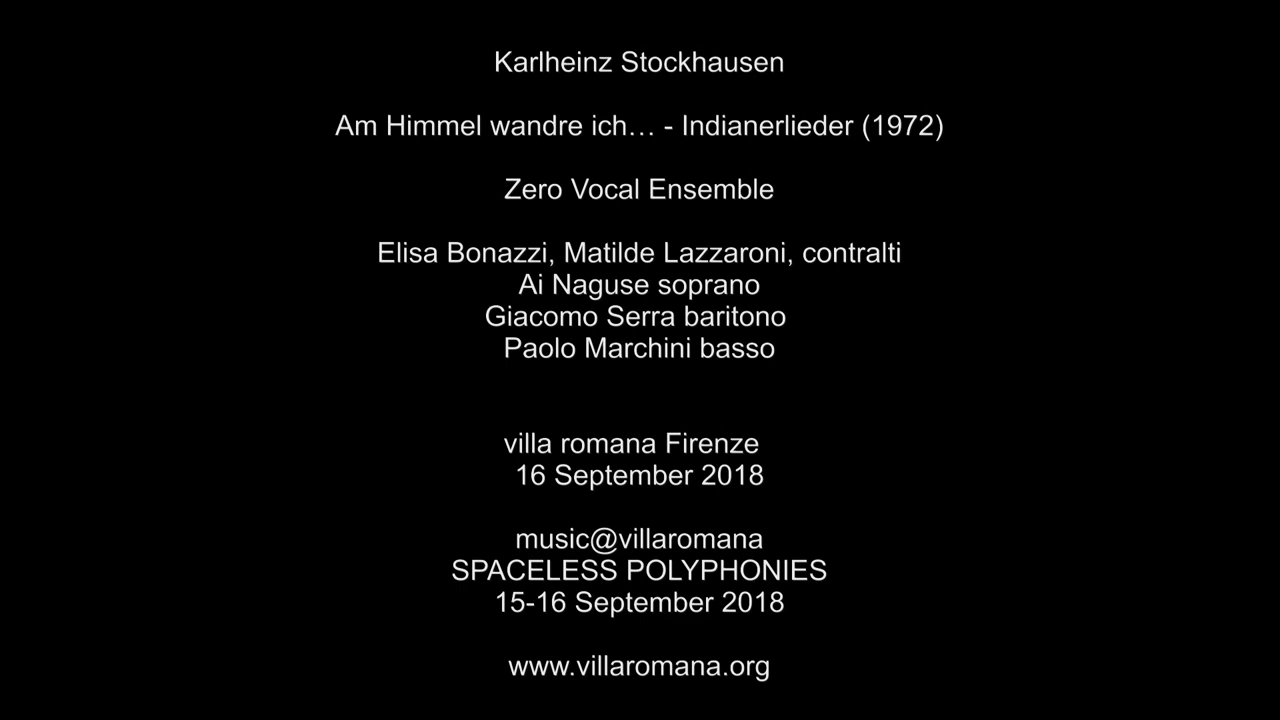 Karlheinz Stockhausen
Am Himmel wandre ich… - Indianerlieder (1972)
Zero Vocal Ensemble
Elisa Bonazzi, Matilde Lazzaroni, contralti
Ai Naguse soprano
Giacomo Serra baritono
Paolo Marchini basso
villa romana Firenze
16 September 2018
music@villaromana
SPACELESS POLYPHONIES
15-16 September 2018
www.villaromana.org